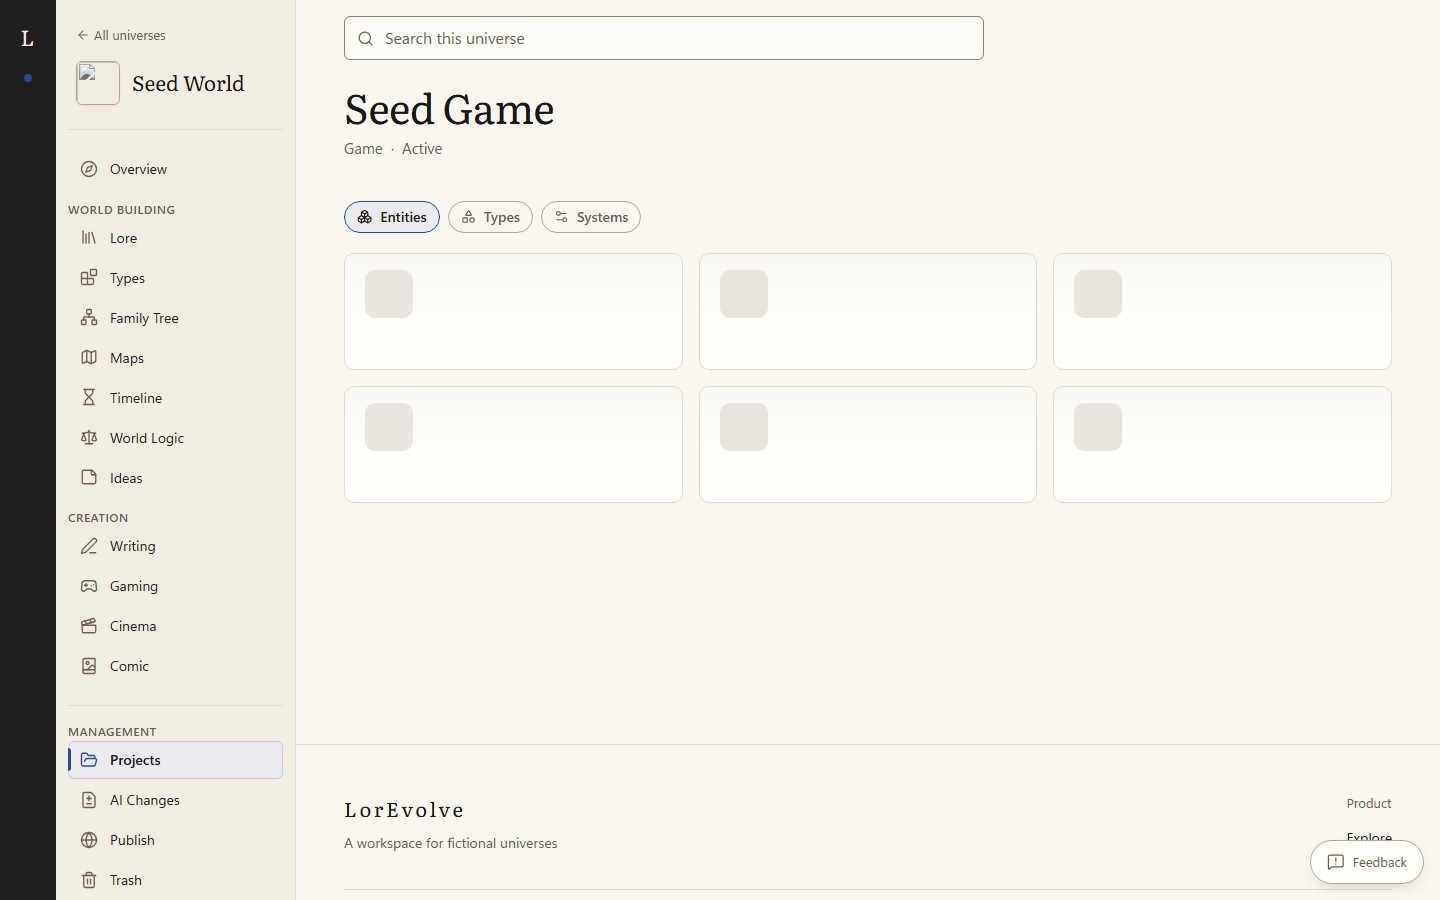 L
All universes
Seed World
Overview
WORLD BUILDING
Lore
Types
Family Tree
Maps
Timeline
World Logic
Ideas
CREATION
Writing
Gaming
Cinema
Comic
MANAGEMENT
Projects
AI Changes
Publish
Trash
Search this universe
Seed Game
Game · Active
Entities
Types
Systems
LorEvolve
A workspace for fictional universes
Product
Explore
Feedback